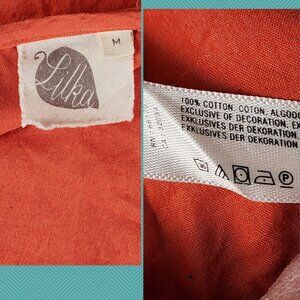 Lilka
M
100% COTTON. COTON. ALGODO
EXCLUSIVE OF DECORATION. EX
EXKLUSIVES DER DEKORATION.
EXKLUSIVES DER DEKORATION